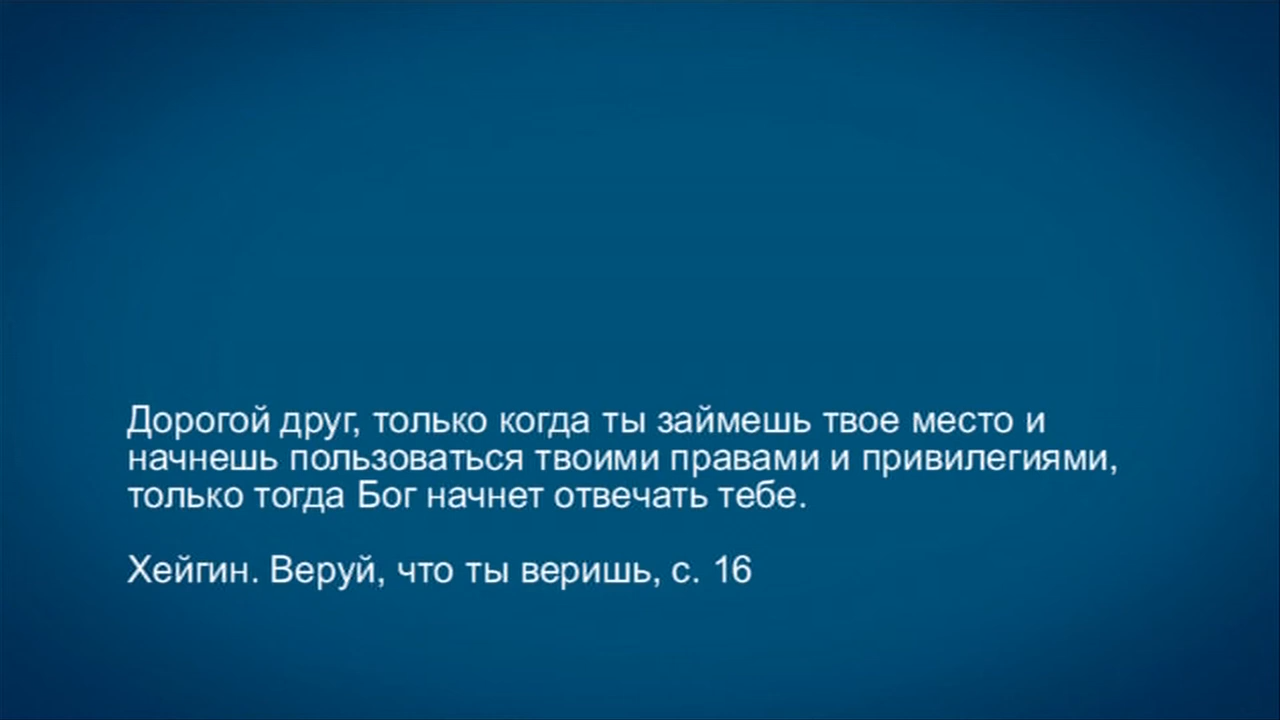 Дорогой друг, только когда ты займешь твое место и
начнешь пользоваться твоими правами и привилегиями,
только тогда Бог начнет отвечать тебе.
Хейгин. Веруй, что ты веришь, с. 16